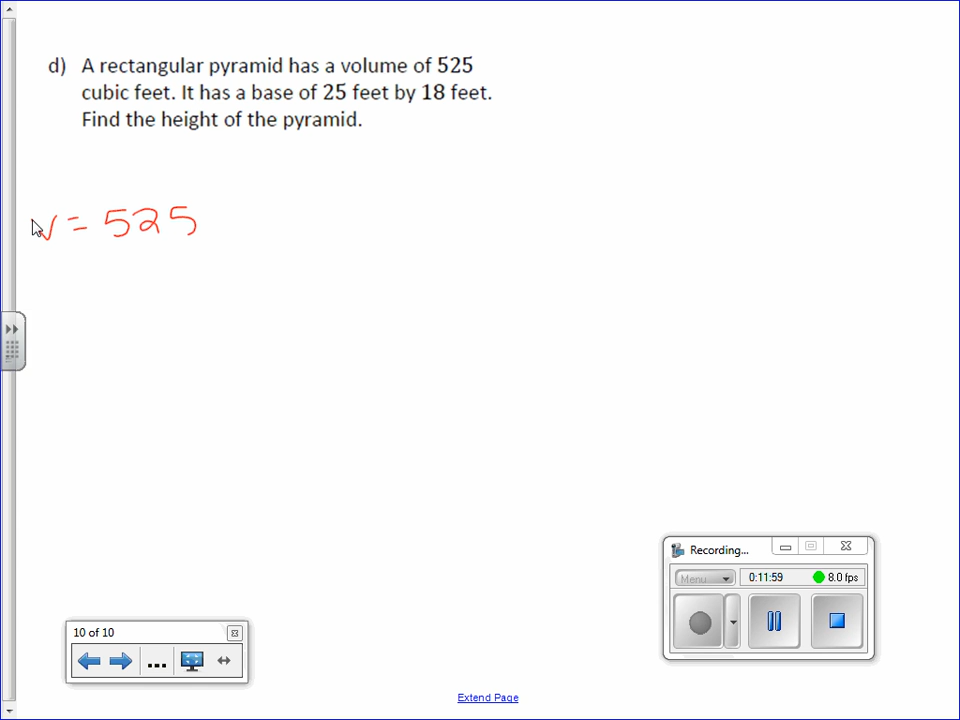 d) A rectangular pyramid has a volume of 525
cubic feet. It has a base of 25 feet by 18 feet.
Find the height of the pyramid.
V = 525
Recording...
Menu
0:11:59
8.0 fps
10 of 10
...
Extend Page